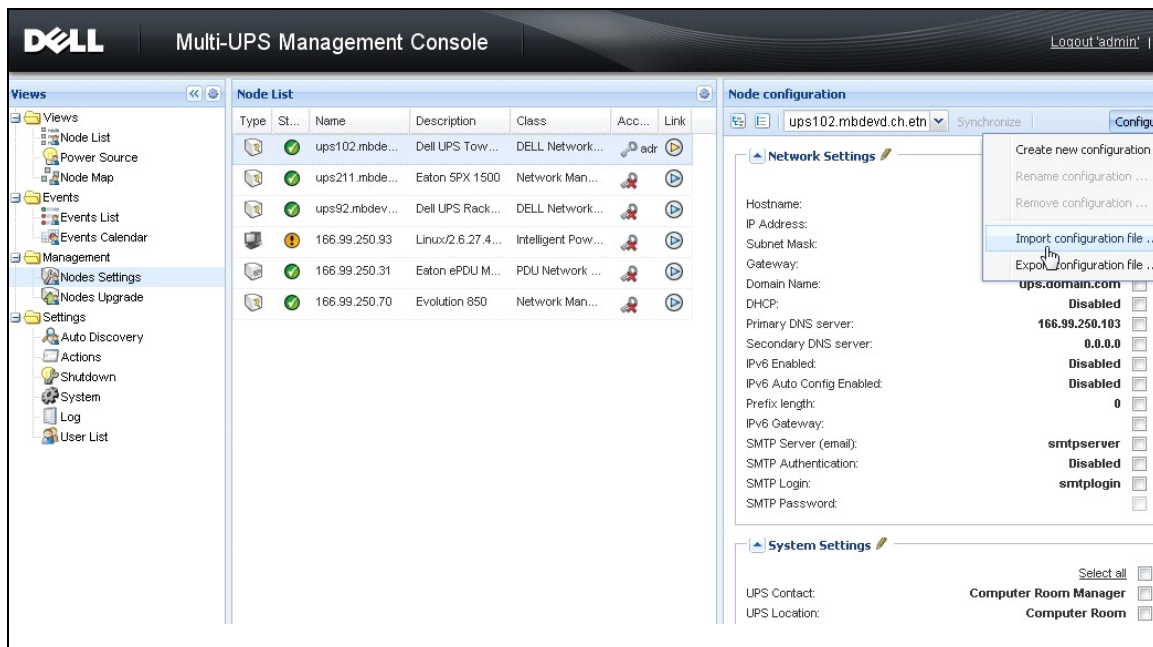 DELL
Multi-UPS Management Console
Logout 'admin' |
Views
Views
Node List
Power Source
Node Map
Events
Events List
Events Calendar
Management
Nodes Settings
Nodes Upgrade
Settings
Auto Discovery
Actions
Shutdown
System
Log
User List
Node List
Type St... Name Description Class Acc... Link
ups102.mbde... Dell UPS Tow... DELL Network... adr
ups211.mbde... Eaton 5PX 1500 Network Man...
ups92.mbdev... Dell UPS Rack... DELL Network...
166.99.250.93 Linux/2.6.27.4... Intelligent Pow...
166.99.250.31 Eaton ePDU M... PDU Network ...
166.99.250.70 Evolution 850 Network Man...
Node configuration
ups102.mbdevd.ch.etn Synchronize Configu
Create new configuration
Rename configuration ...
Remove configuration ...
Import configuration file ..
Export configuration file ..
Network Settings
Hostname:
IP Address:
Subnet Mask:
Gateway:
Domain Name: ups.domain.com
DHCP: Disabled
Primary DNS server: 166.99.250.103
Secondary DNS server: 0.0.0.0
IPv6 Enabled: Disabled
IPv6 Auto Config Enabled: Disabled
Prefix length: 0
IPv6 Gateway:
SMTP Server (email): smtpserver
SMTP Authentication: Disabled
SMTP Login: smtplogin
SMTP Password:
System Settings
Select all
UPS Contact: Computer Room Manager
UPS Location: Computer Room